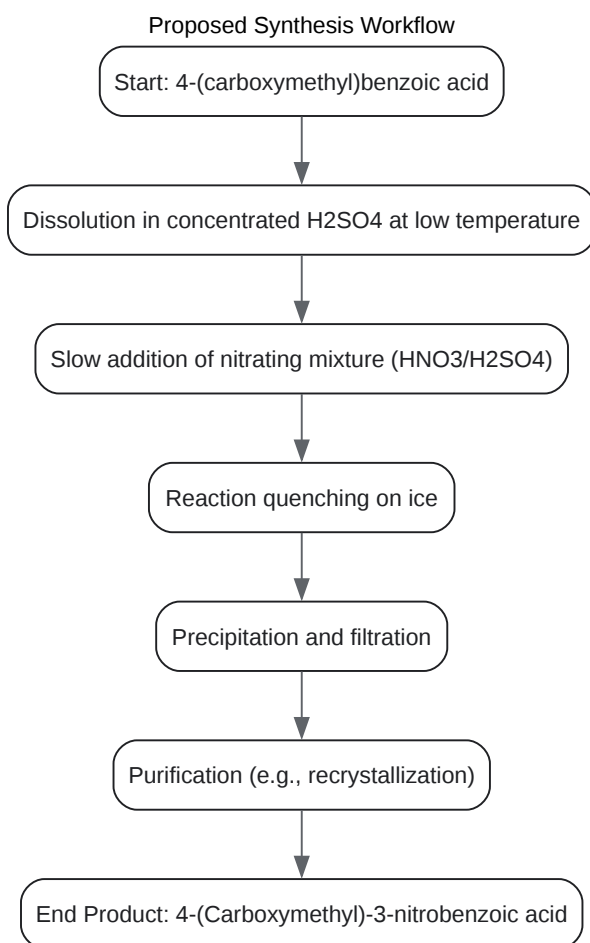 Proposed Synthesis Workflow
Start: 4-(carboxymethyl)benzoic acid
Dissolution in concentrated H2SO4 at low temperature
Slow addition of nitrating mixture (HNO3/H2SO4)
Reaction quenching on ice
Precipitation and filtration
Purification (e.g., recrystallization)
End Product: 4-(Carboxymethyl)-3-nitrobenzoic acid